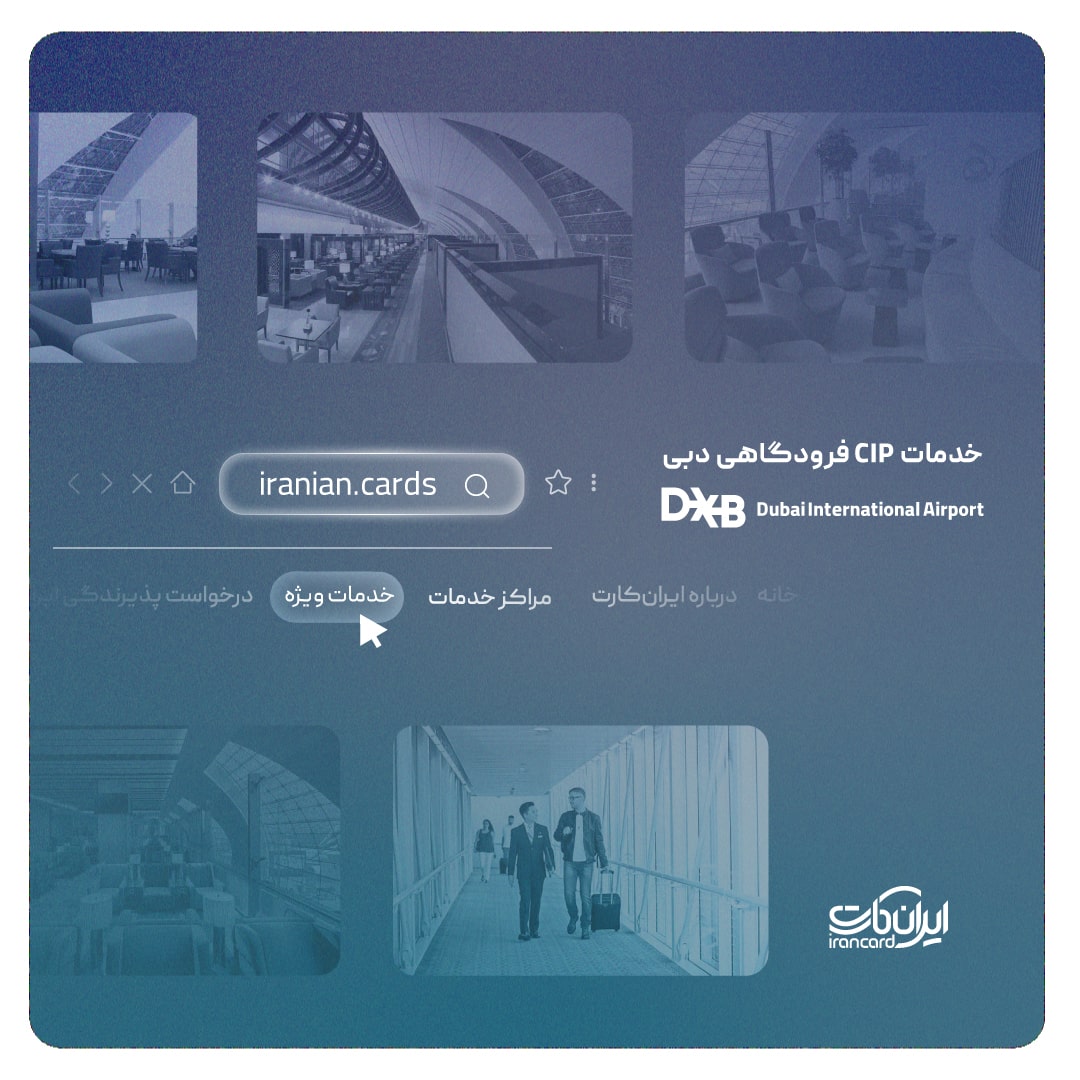 خدمات CIP فرودگاهی دبی
DXB Dubai International Airport
iranian.cards
خانه درباره ایران‌کارت مراکز خدمات خدمات ویژه درخواست پذیرندگی
ایران‌کارت
irancard